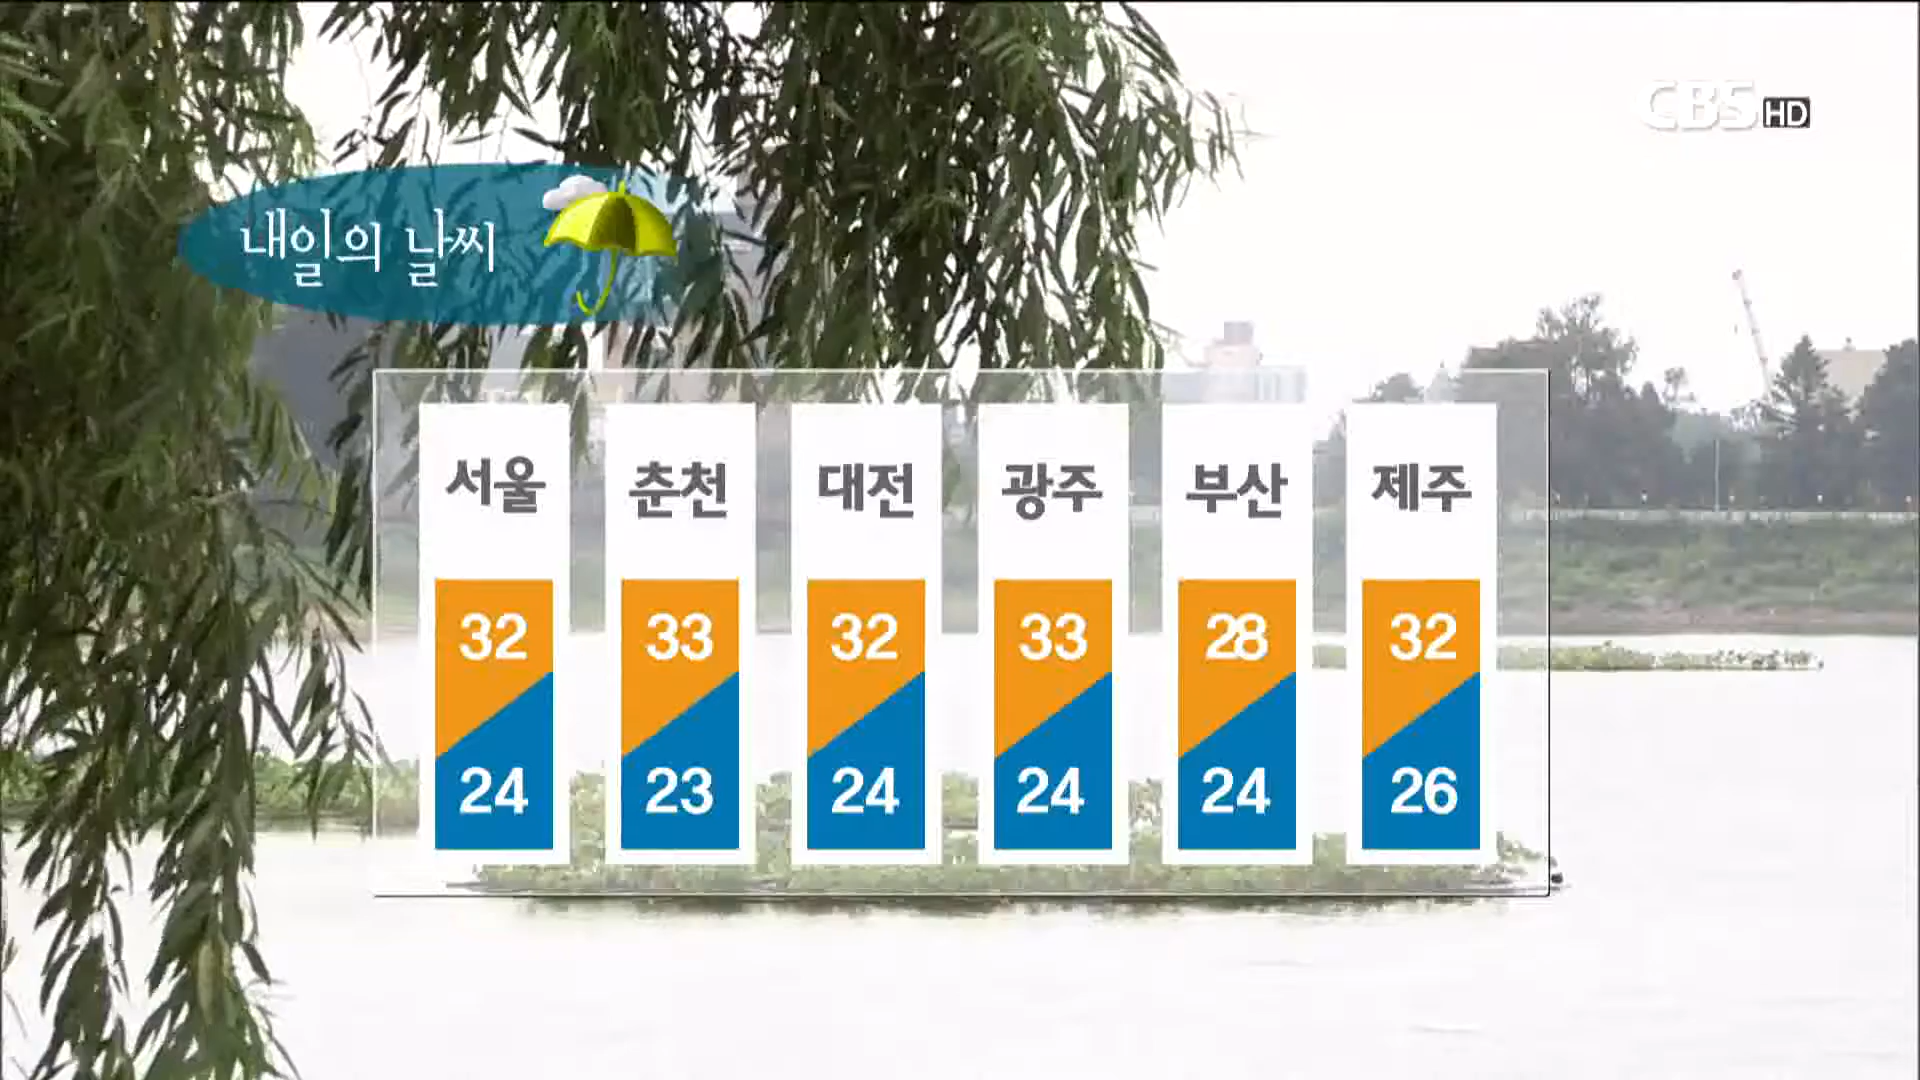 CBS HD
내일의 날씨
서울 춘천 대전 광주 부산 제주
32 33 32 33 28 32
24 23 24 24 24 26